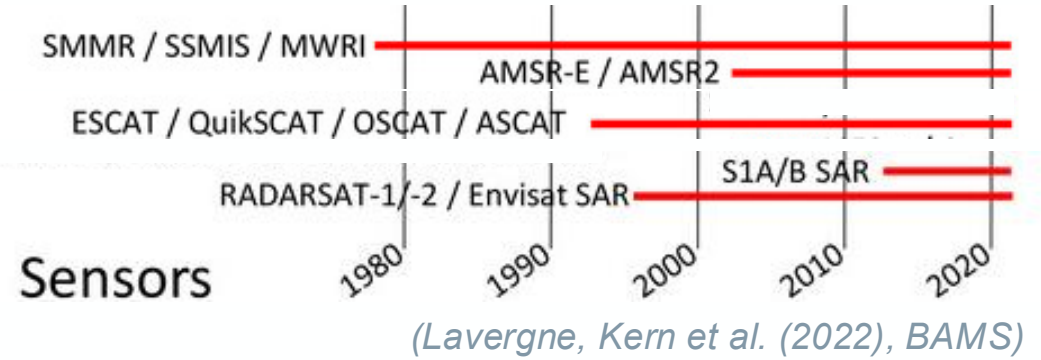 SMMR / SSMIS / MWRI
AMSR-E / AMSR2
ESCAT / QuikSCAT / OSCAT / ASCAT
S1A/B SAR
RADARSAT-1/-2 / Envisat SAR
Sensors
1980
1990
2000
2010
2020
(Lavergne, Kern et al. (2022), BAMS)